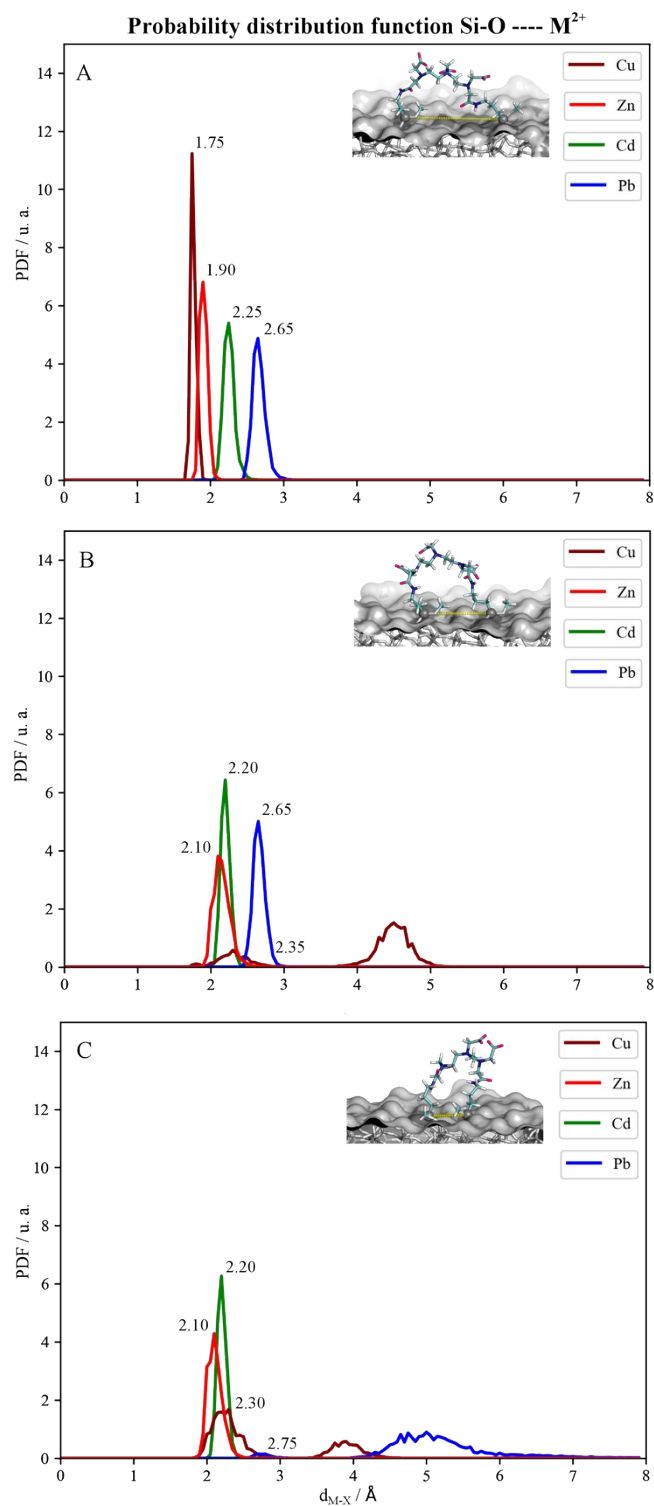 Probability distribution function Si-O ---- M²⁺
A
Cu
Zn
Cd
Pb
14
12
10
8
6
4
2
0
PDF / u. a.
1.75
1.90
2.25
2.65
0 1 2 3 4 5 6 7 8
B
Cu
Zn
Cd
Pb
14
12
10
8
6
4
2
0
PDF / u. a.
2.20
2.65
2.10
2.35
0 1 2 3 4 5 6 7 8
C
Cu
Zn
Cd
Pb
14
12
10
8
6
4
2
0
PDF / u. a.
2.20
2.10
2.30
2.75
0 1 2 3 4 5 6 7 8
d_M-X / Å